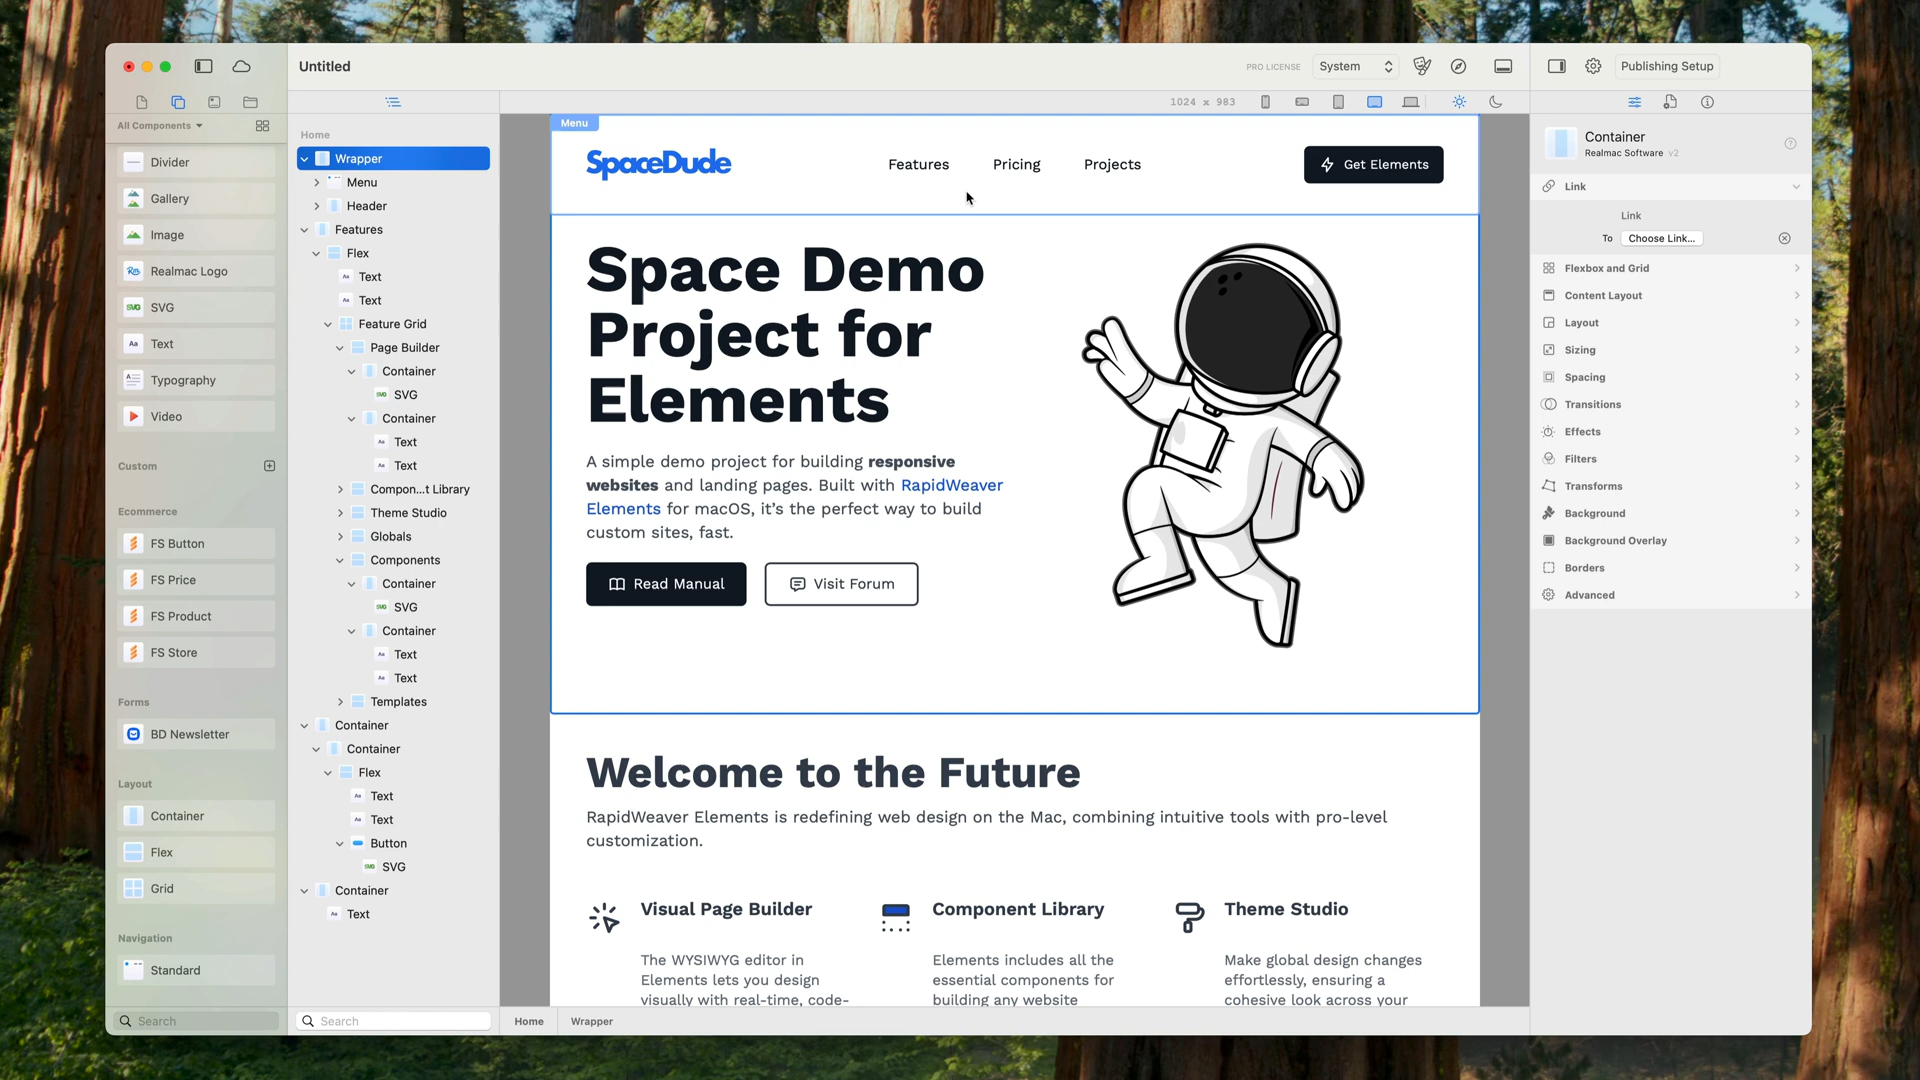 Untitled
PRO LICENSE
System
Publishing Setup
1024 x 983
All Components
Divider
Gallery
Image
Realmac Logo
SVG
Text
Typography
Video
Custom
Ecommerce
FS Button
FS Price
FS Product
FS Store
Forms
BD Newsletter
Layout
Container
Flex
Grid
Navigation
Standard
Search
Home
Wrapper
Menu
Header
Features
Flex
Text
Text
Feature Grid
Page Builder
Container
SVG
Container
Text
Text
Compon...t Library
Theme Studio
Globals
Components
Container
SVG
Container
Text
Text
Templates
Container
Container
Flex
Text
Text
Button
SVG
Container
Text
Search
Menu
SpaceDude
Features
Pricing
Projects
Get Elements
Space Demo
Project for
Elements
A simple demo project for building responsive
websites and landing pages. Built with RapidWeaver
Elements for macOS, it’s the perfect way to build
custom sites, fast.
Read Manual
Visit Forum
Welcome to the Future
RapidWeaver Elements is redefining web design on the Mac, combining intuitive tools with pro-level
customization.
Visual Page Builder
The WYSIWYG editor in
Elements lets you design
visually with real-time, code-
Component Library
Elements includes all the
essential components for
building any website
Theme Studio
Make global design changes
effortlessly, ensuring a
cohesive look across your
Home
Wrapper
Container
Realmac Software v2
Link
Link
To
Choose Link...
Flexbox and Grid
Content Layout
Layout
Sizing
Spacing
Transitions
Effects
Filters
Transforms
Background
Background Overlay
Borders
Advanced